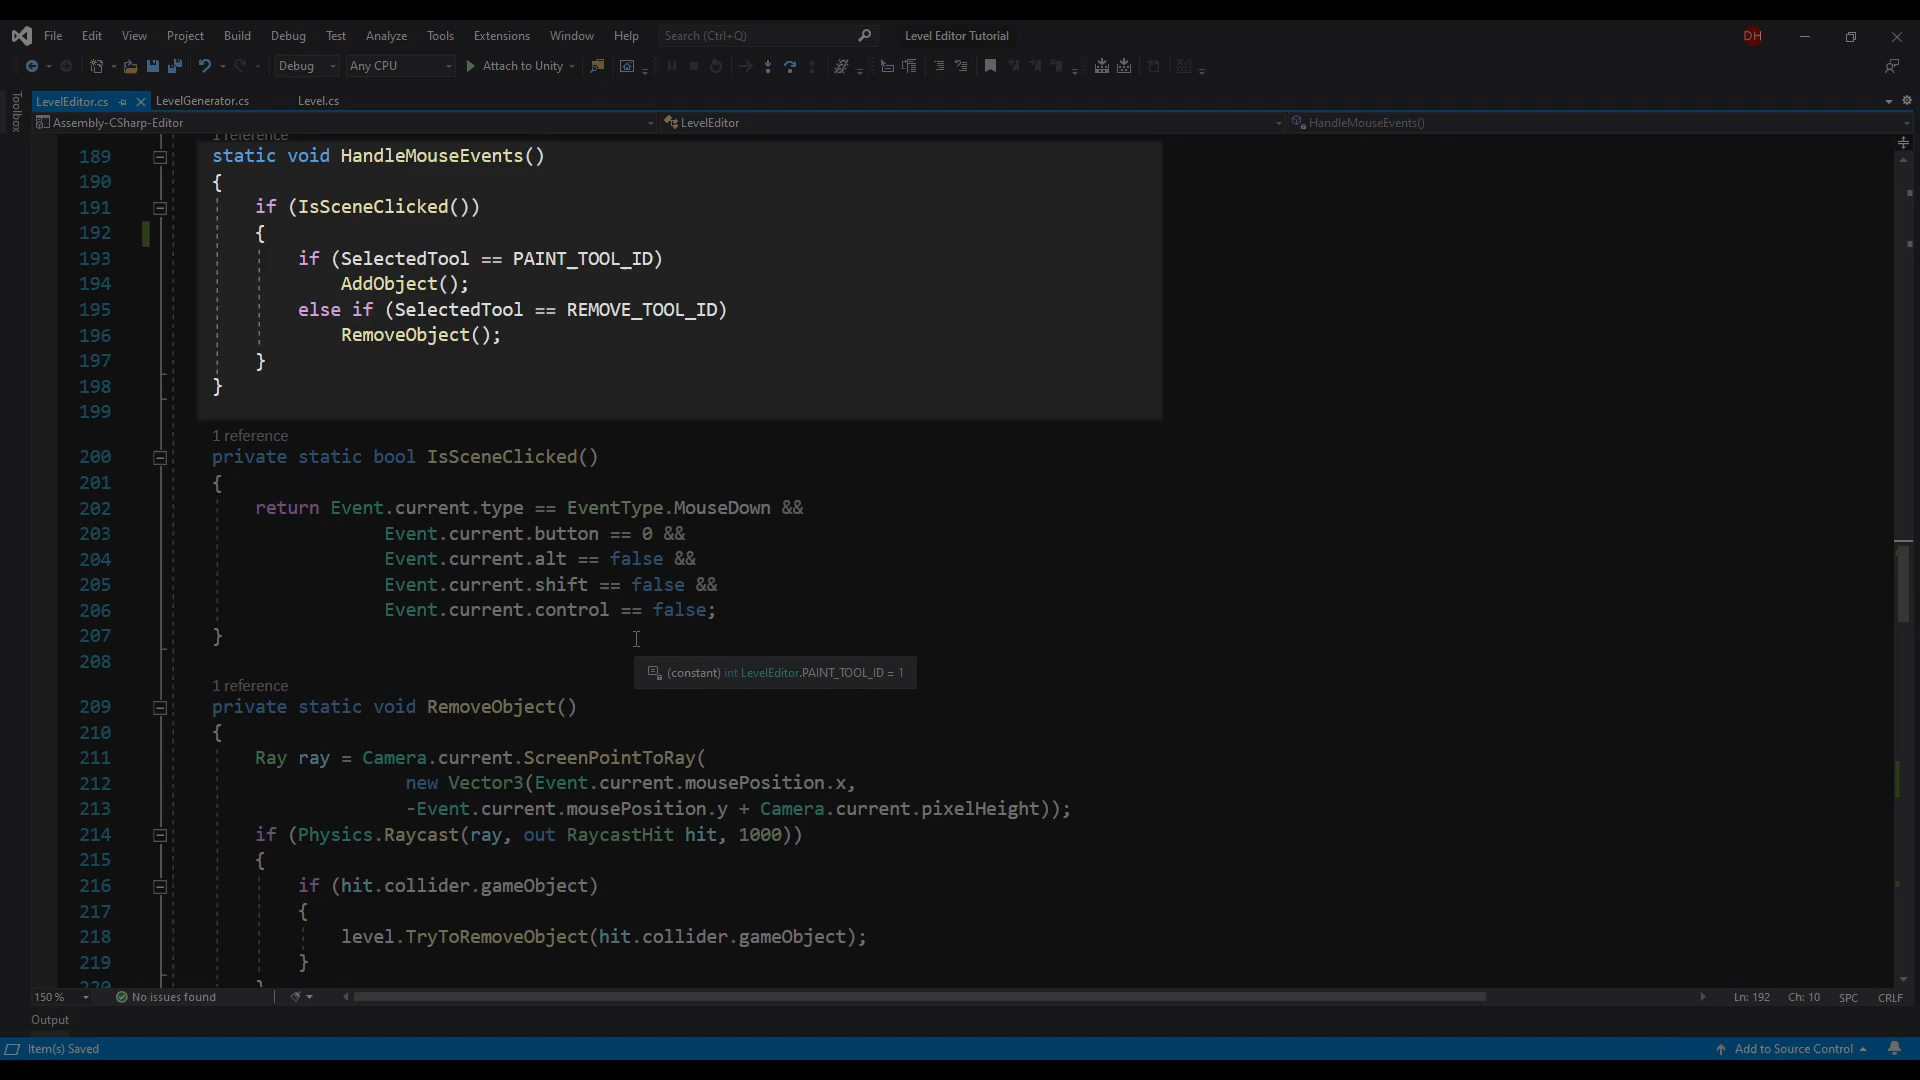 File Edit View Project Build Debug Test Analyze Tools Extensions Window Help Search (Ctrl+Q) Level Editor Tutorial DH
Debug Any CPU Attach to Unity
Toolbox
LevelEditor.cs LevelGenerator.cs Level.cs
Assembly-CSharp-Editor LevelEditor HandleMouseEvents()
1 reference
189 static void HandleMouseEvents()
190 {
191 if (IsSceneClicked())
192 {
193 if (SelectedTool == PAINT_TOOL_ID)
194 AddObject();
195 else if (SelectedTool == REMOVE_TOOL_ID)
196 RemoveObject();
197 }
198 }
199
1 reference
200 private static bool IsSceneClicked()
201 {
202 return Event.current.type == EventType.MouseDown &&
203 Event.current.button == 0 &&
204 Event.current.alt == false &&
205 Event.current.shift == false &&
206 Event.current.control == false;
207 }
208
(constant) int LevelEditor.PAINT_TOOL_ID = 1
1 reference
209 private static void RemoveObject()
210 {
211 Ray ray = Camera.current.ScreenPointToRay(
212 new Vector3(Event.current.mousePosition.x,
213 -Event.current.mousePosition.y + Camera.current.pixelHeight));
214 if (Physics.Raycast(ray, out RaycastHit hit, 1000))
215 {
216 if (hit.collider.gameObject)
217 {
218 level.TryToRemoveObject(hit.collider.gameObject);
219 }
220 }
150 % No issues found Ln: 192 Ch: 10 SPC CRLF
Output
Item(s) Saved Add to Source Control